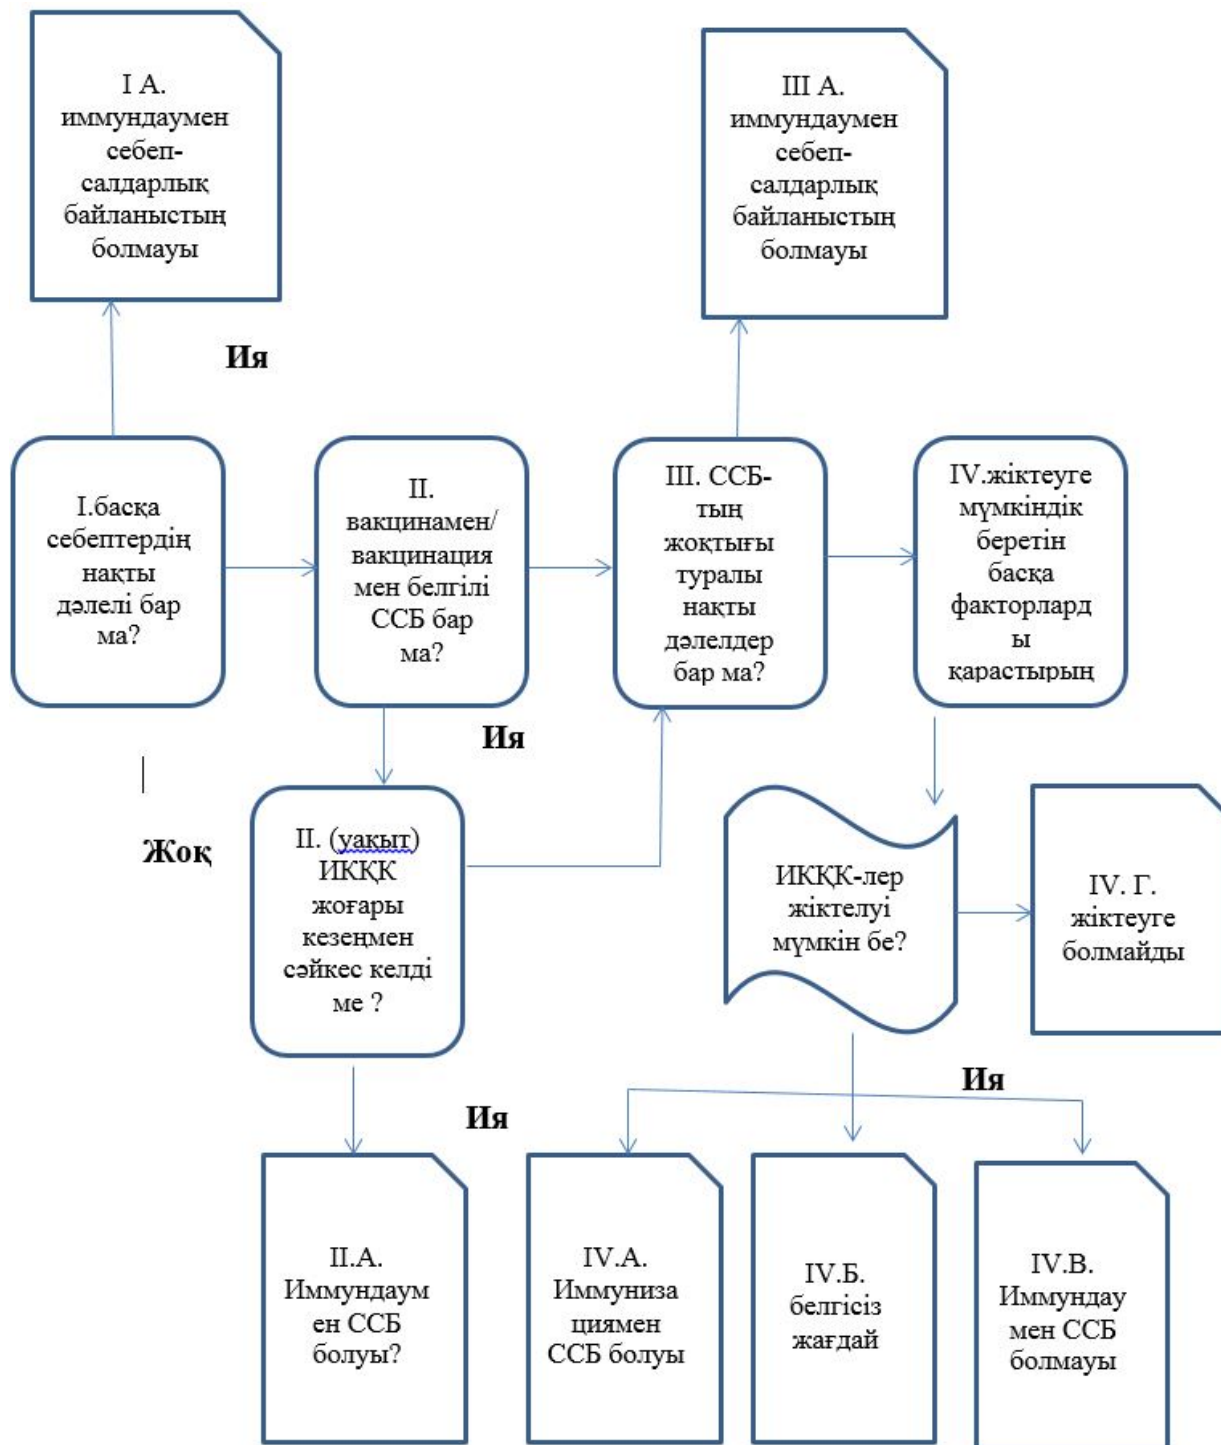 I А.
иммундаумен
себеп-
салдарлық
байланыстың
болмауы
III А.
иммундаумен
себеп-
салдарлық
байланыстың
болмауы
Ия
I.басқа
себептердің
нақты
дәлелі бар
ма?
II.
вакцинамен/
вакцинация
мен белгілі
ССБ бар
ма?
III. ССБ-
тың
жоқтығы
туралы
нақты
дәлелдер
бар ма?
IV.жіктеуге
мүмкіндік
беретін
басқа
факторлард
ы
қарастырың
Ия
Жоқ
II. (уақыт)
ИКҚК
жоғары
кезеңмен
сәйкес келді
ме ?
ИКҚК-лер
жіктелуі
мүмкін бе?
IV. Г.
жіктеуге
болмайды
Ия
Ия
II.А.
Иммундаум
ен ССБ
болуы?
IV.А.
Иммуниза
циямен
ССБ болуы
IV.Б.
белгісіз
жағдай
IV.В.
Иммундау
мен ССБ
болмауы